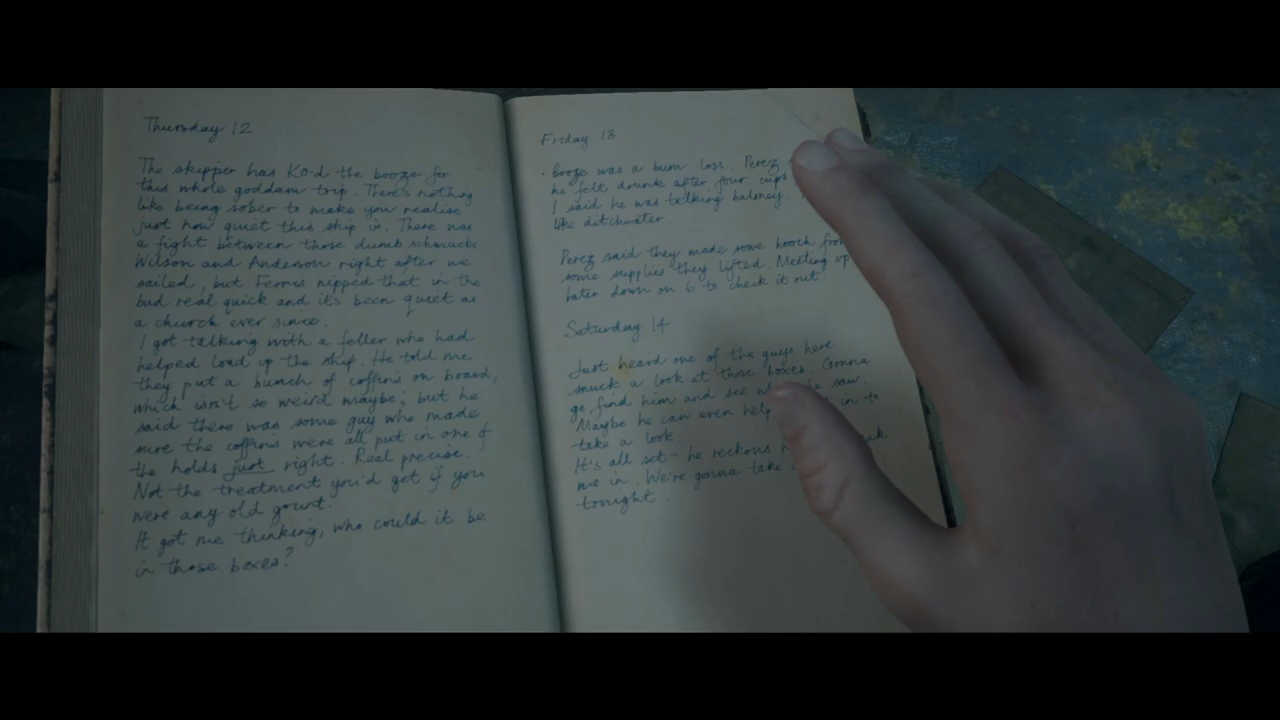 Thursday 12
The skipper has KO'd the booze for
this whole goddam trip. There's nothing
like being sober to make you realise
just how quiet this ship is. There was
a fight between those dumb schmucks
Wilson and Anderson right after we
sailed, but Ferris nipped that in the
bud real quick and it's been quiet as
a church ever since.
I got talking with a feller who had
helped load up the ship. He told me
they put a bunch of coffins on board,
which isn't so weird maybe; but he
said there was some guy who made
sure the coffins were all put in one of
the holds just right. Real precise.
Not the treatment you'd get if you
were any old grunt.
It got me thinking, who could it be
in those boxes?
Friday 13
Booze was a bum loss. Perez
he felt drunk after four cups
I said he was talking baloney.
like ditchwater.
Perez said they made some hooch from
some supplies they lifted. Meeting up
later down on 6 to check it out
Saturday 14
Just heard one of the guys here
snuck a look at those boxes. Gonna
go find him and see he saw.
Maybe he can even help in to
take a look.
It's all set - he reckons
me in. We're gonna take
tonight.